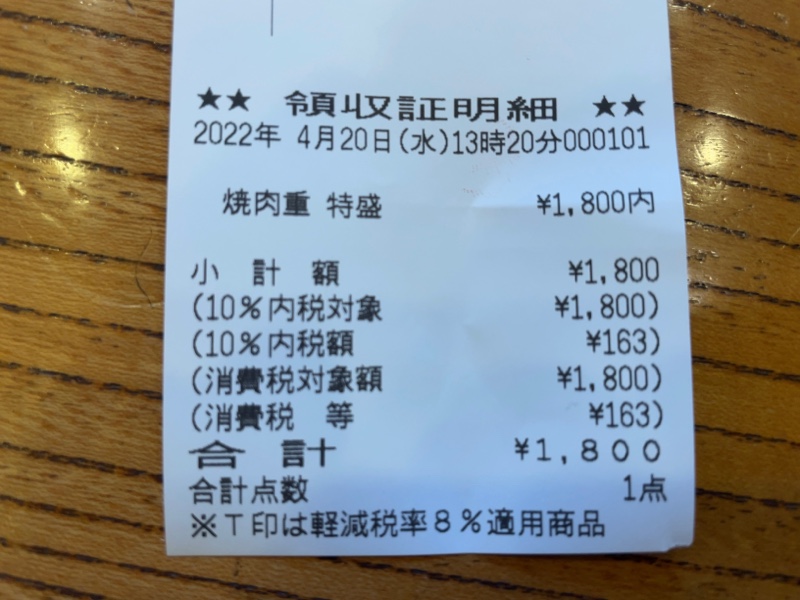 ★★ 領収証明細 ★★
2022年 4月20日(水)13時20分000101
焼肉重 特盛 ¥1,800内
小 計 額 ¥1,800
(10%内税対象 ¥1,800)
(10%内税額 ¥163)
(消費税対象額 ¥1,800)
(消費税 等 ¥163)
合 計 ¥1,800
合計点数 1点
※T印は軽減税率8%適用商品